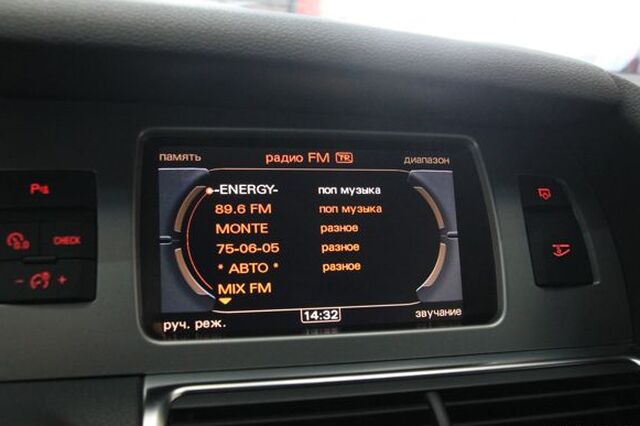 память радио FM TR диапазон
-ENERGY- поп музыка
89.6 FM поп музыка
MONTE разное
75-06-05 разное
* АВТО * разное
MIX FM
руч. реж. 14:32 звучание
CHECK
- +